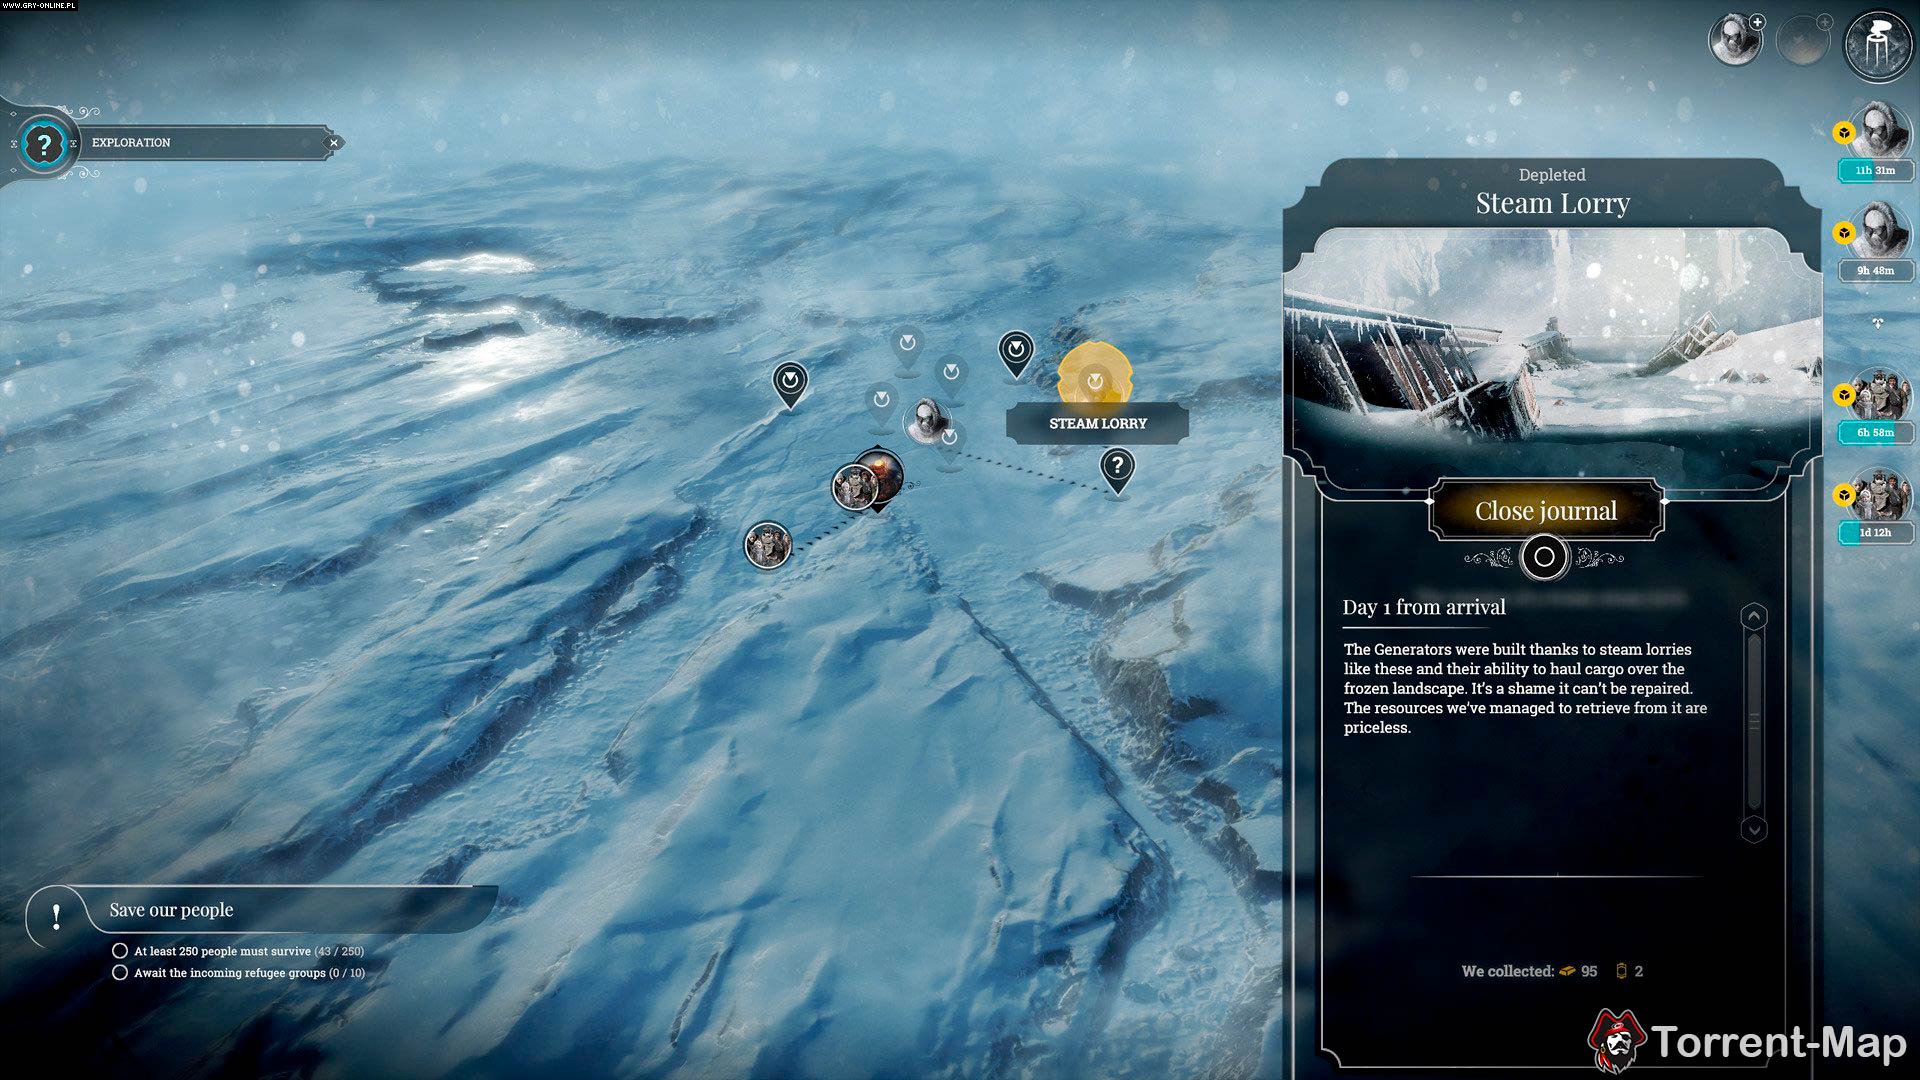 WWW.GRY-ONLINE.PL
EXPLORATION
Depleted
Steam Lorry
11h 31m
9h 48m
6h 58m
1d 12h
STEAM LORRY
Close journal
Day 1 from arrival
The Generators were built thanks to steam lorries
like these and their ability to haul cargo over the
frozen landscape. It's a shame it can't be repaired.
The resources we've managed to retrieve from it are
priceless.
Save our people
At least 250 people must survive (43 / 250)
Await the incoming refugee groups (0 / 10)
We collected: 95 2
Torrent-Map